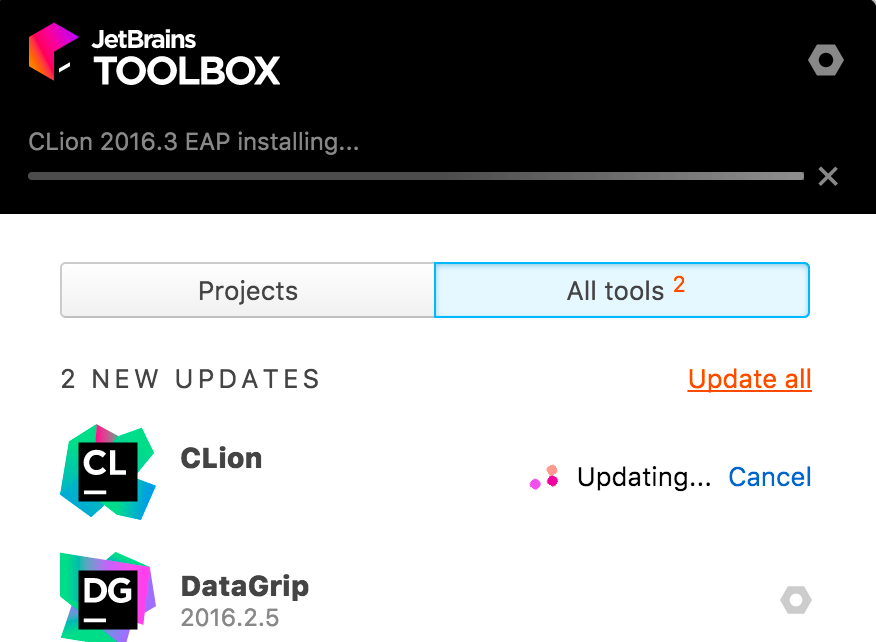 JetBrains
TOOLBOX
CLion 2016.3 EAP installing...
Projects
All tools 2
2 NEW UPDATES
Update all
CL
CLion
Updating... Cancel
DG
DataGrip
2016.2.5